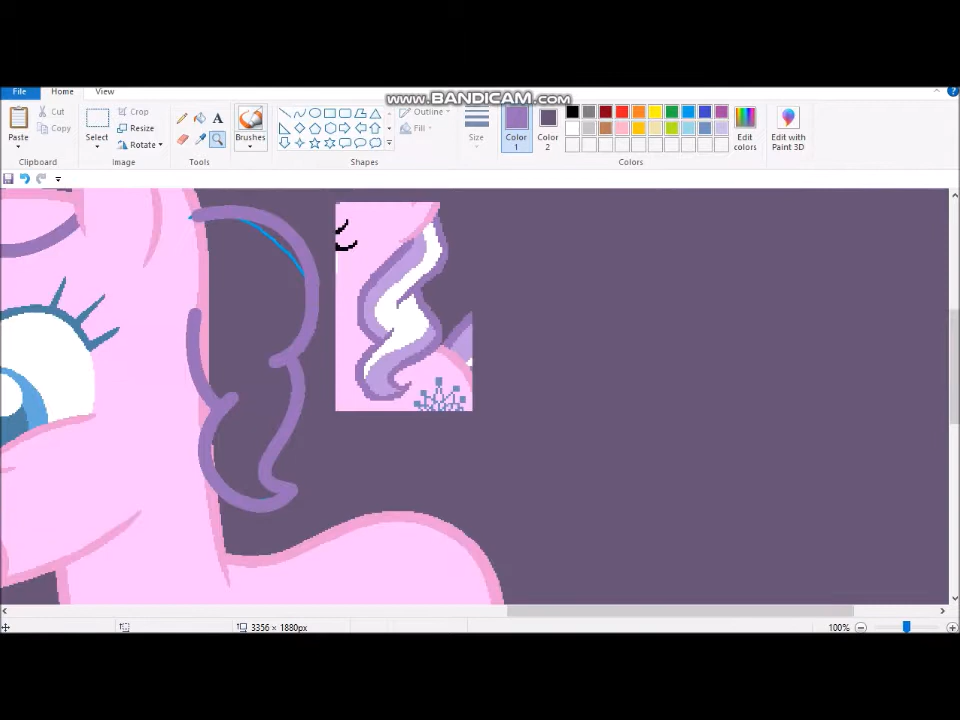 www.BANDICAM.com
File Home View
Paste Cut Copy Clipboard
Select Crop Resize Rotate Image
A Tools
Brushes
Outline Fill Shapes
Size
Color 1 Color 2 Colors
Edit colors
Edit with Paint 3D
3356 × 1880px 100%